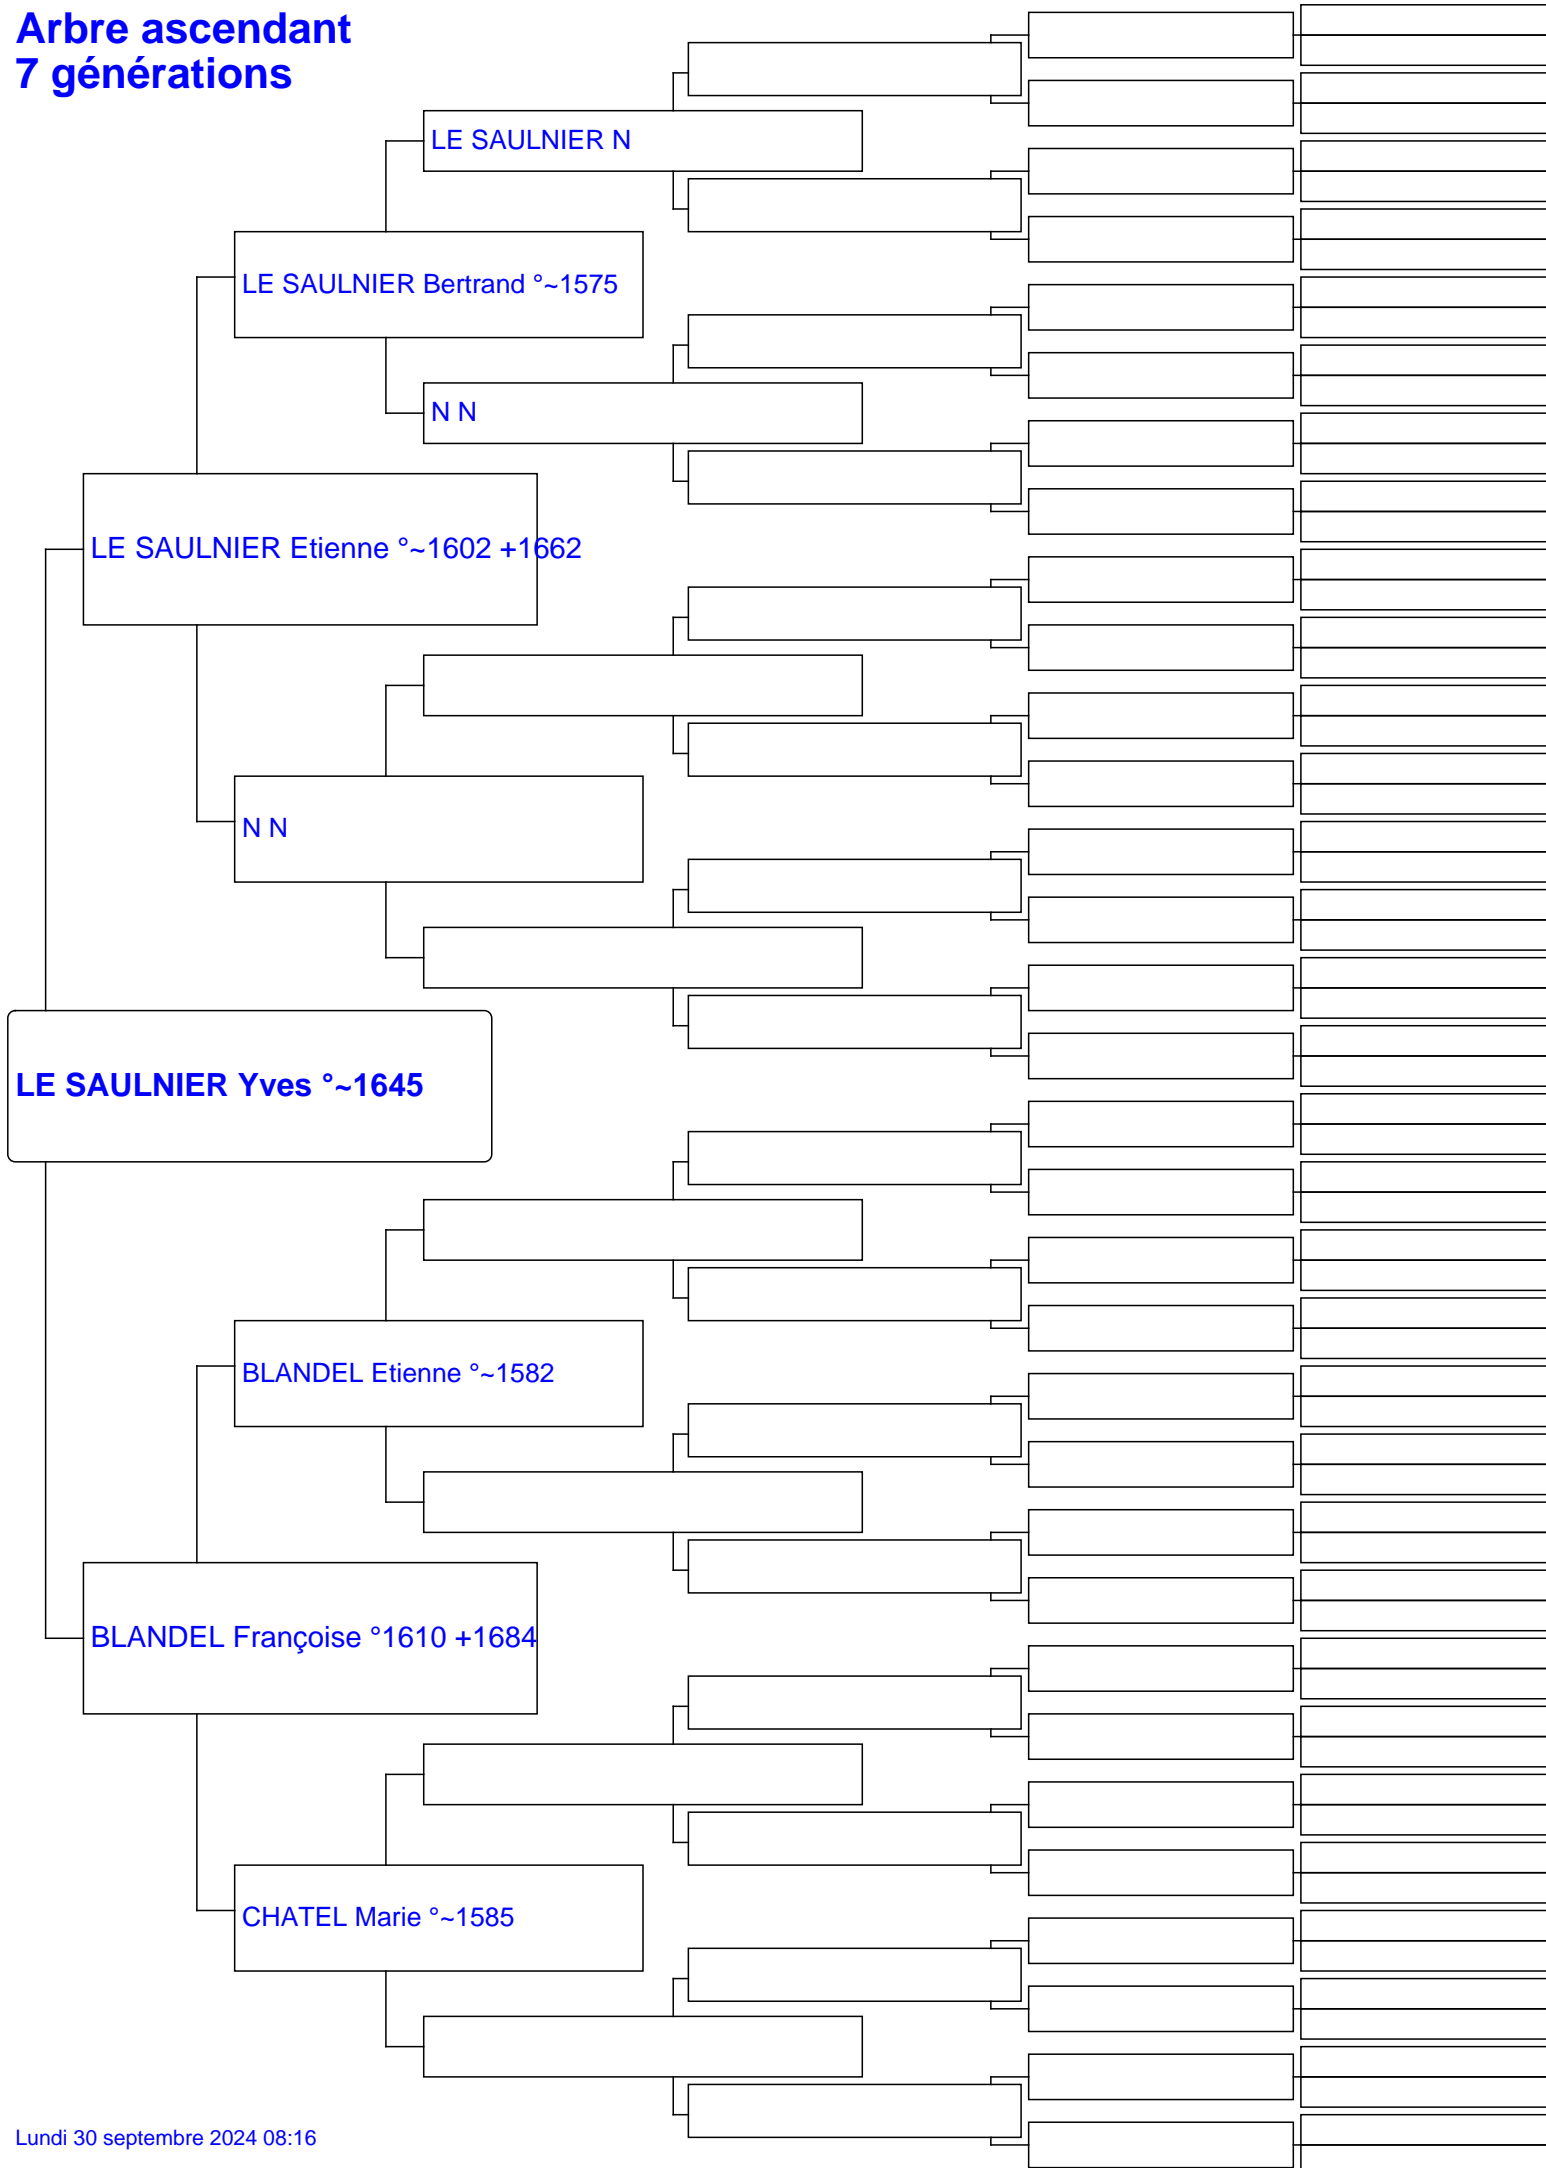 Arbre ascendant
7 générations
LE SAULNIER N
LE SAULNIER Bertrand °~1575
N N
LE SAULNIER Etienne °~1602 +1662
N N
LE SAULNIER Yves °~1645
BLANDEL Etienne °~1582
BLANDEL Françoise °1610 +1684
CHATEL Marie °~1585
Lundi 30 septembre 2024 08:16